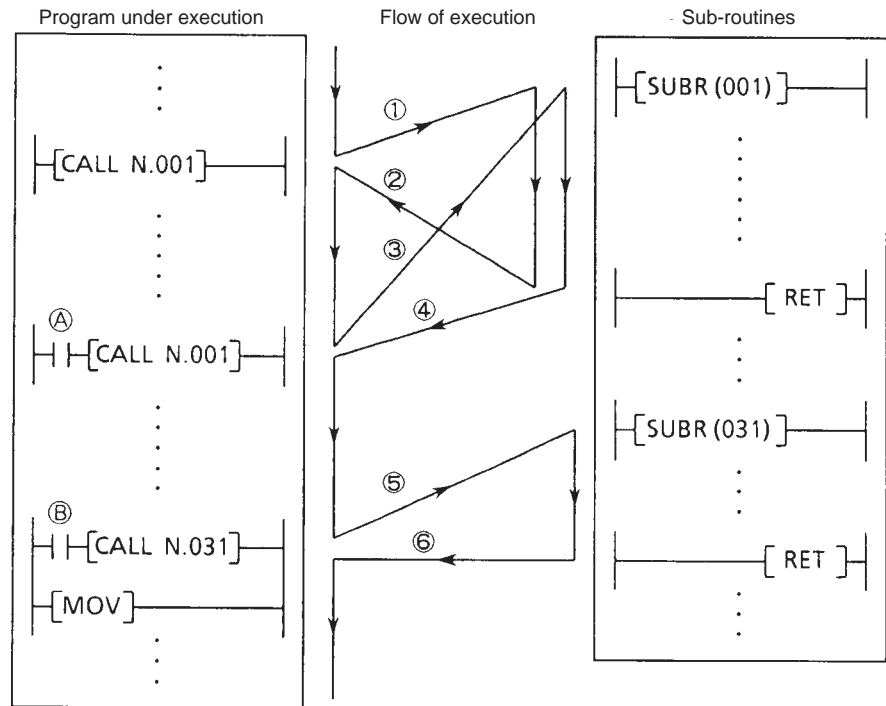 Program under execution
Flow of execution
Sub-routines
[CALL N.001]
Ⓐ
[CALL N.001]
Ⓑ
[CALL N.031]
[MOV]
①
②
③
④
⑤
⑥
[SUBR (001)]
[RET]
[SUBR (031)]
[RET]